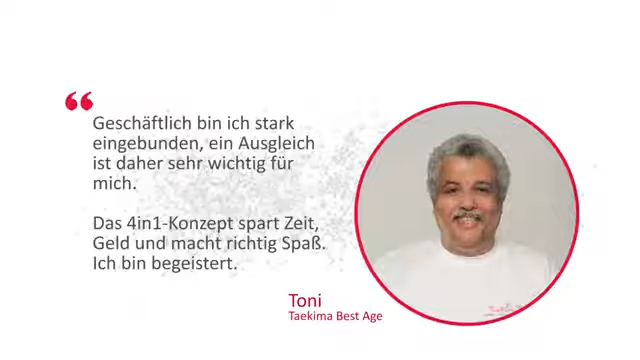 Geschäftlich bin ich stark
eingebunden, ein Ausgleich
ist daher sehr wichtig für
mich.
Das 4in1-Konzept spart Zeit,
Geld und macht richtig Spaß.
Ich bin begeistert.
Toni
Taekima Best Age